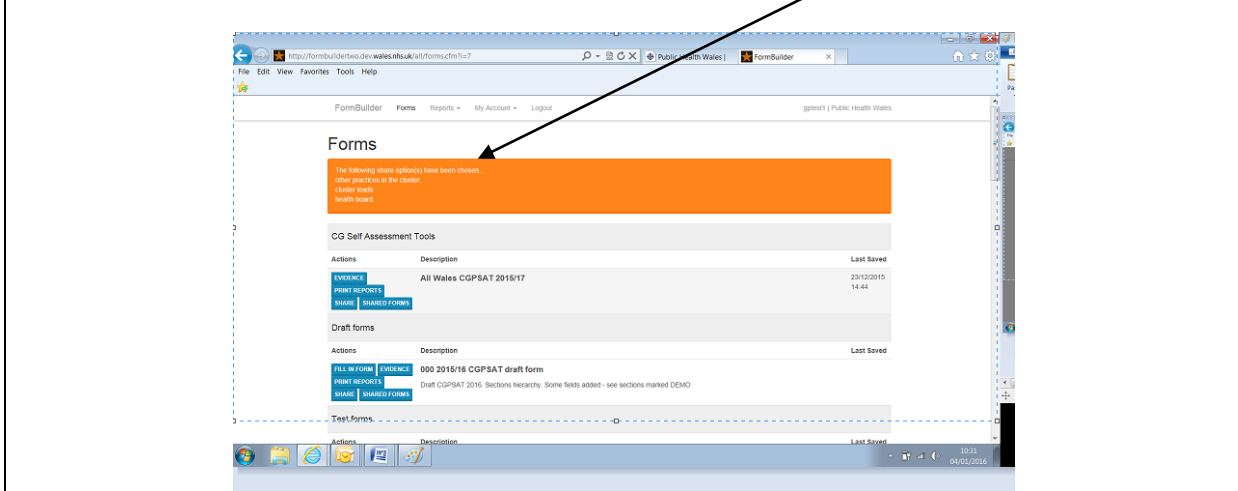 http://formbuildertwo.dev.wales.nhs.uk/all/forms.cfm?i=7
Public Health Wales |
FormBuilder
File Edit View Favorites Tools Help
FormBuilder Forms Reports My Account Logout
gptest1 | Public Health Wales
Forms
The following share option(s) have been chosen...
other practices in the cluster.
cluster leads.
health board.
CG Self Assessment Tools
Actions Description Last Saved
EVIDENCE All Wales CGPSAT 2015/17 23/12/2015
PRINT REPORTS 14:44
SHARE SHARED FORMS
Draft forms
Actions Description Last Saved
FILL IN FORM EVIDENCE 000 2015/16 CGPSAT draft form
PRINT REPORTS Draft CGPSAT 2016. Sections hierarchy. Some fields added - see sections marked DEMO
SHARE SHARED FORMS
Test forms
Actions Description Last Saved
10:31
04/01/2016